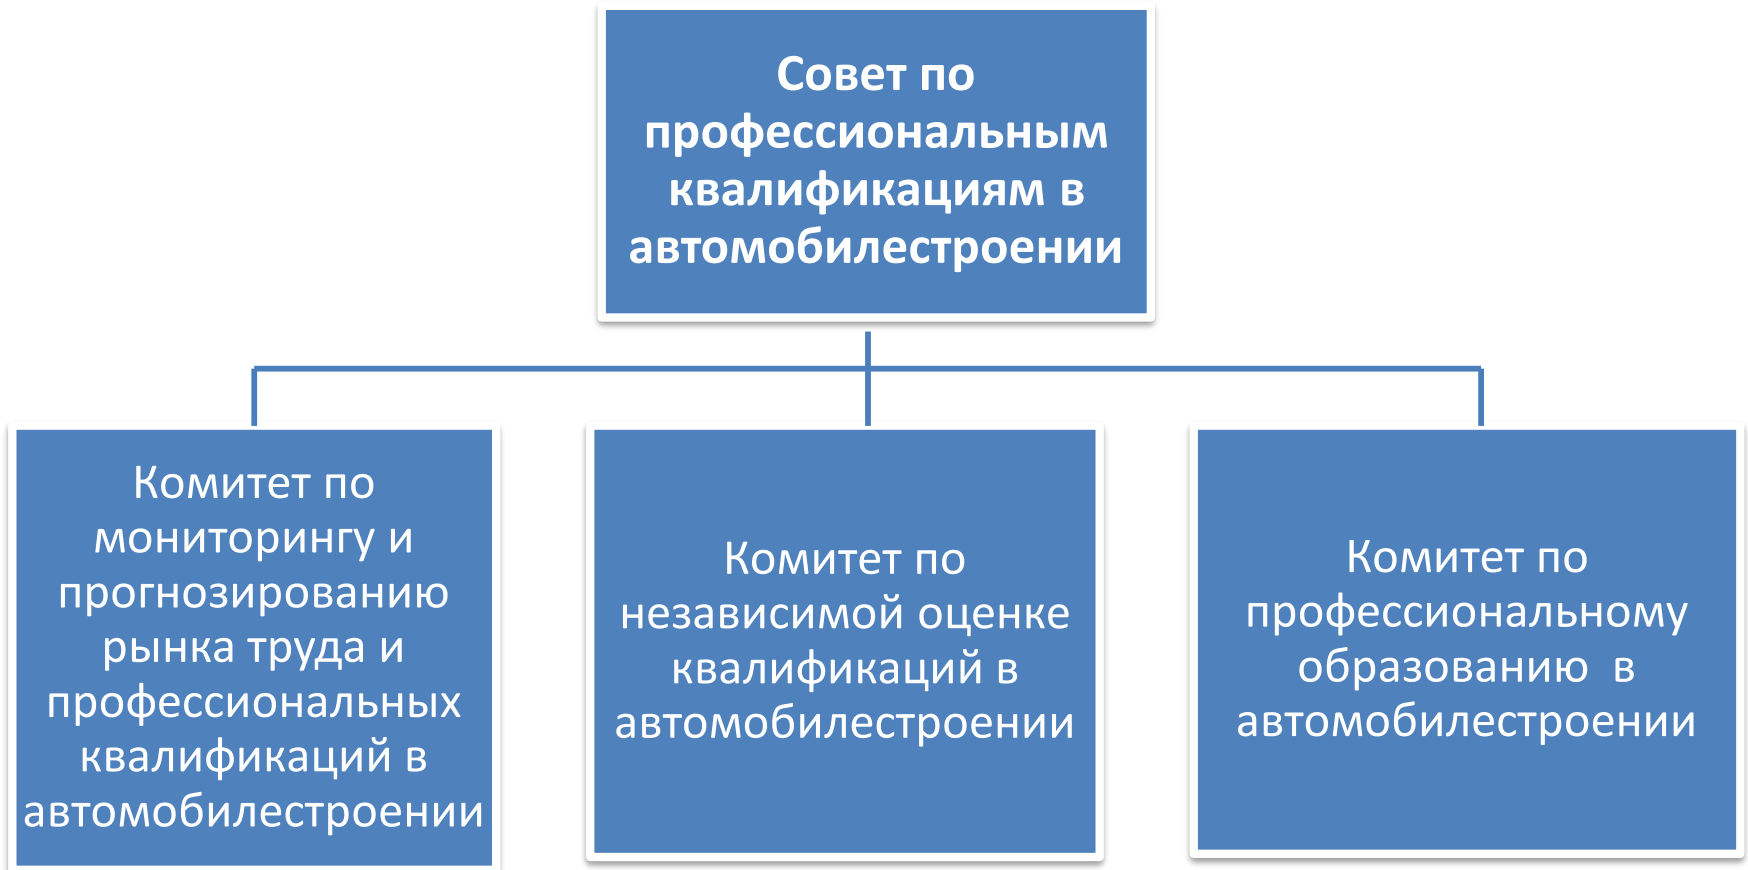 Совет по
профессиональным
квалификациям в
автомобилестроении
Комитет по
мониторингу и
прогнозированию
рынка труда и
профессиональных
квалификаций в
автомобилестроении
Комитет по
независимой оценке
квалификаций в
автомобилестроении
Комитет по
профессиональному
образованию в
автомобилестроении